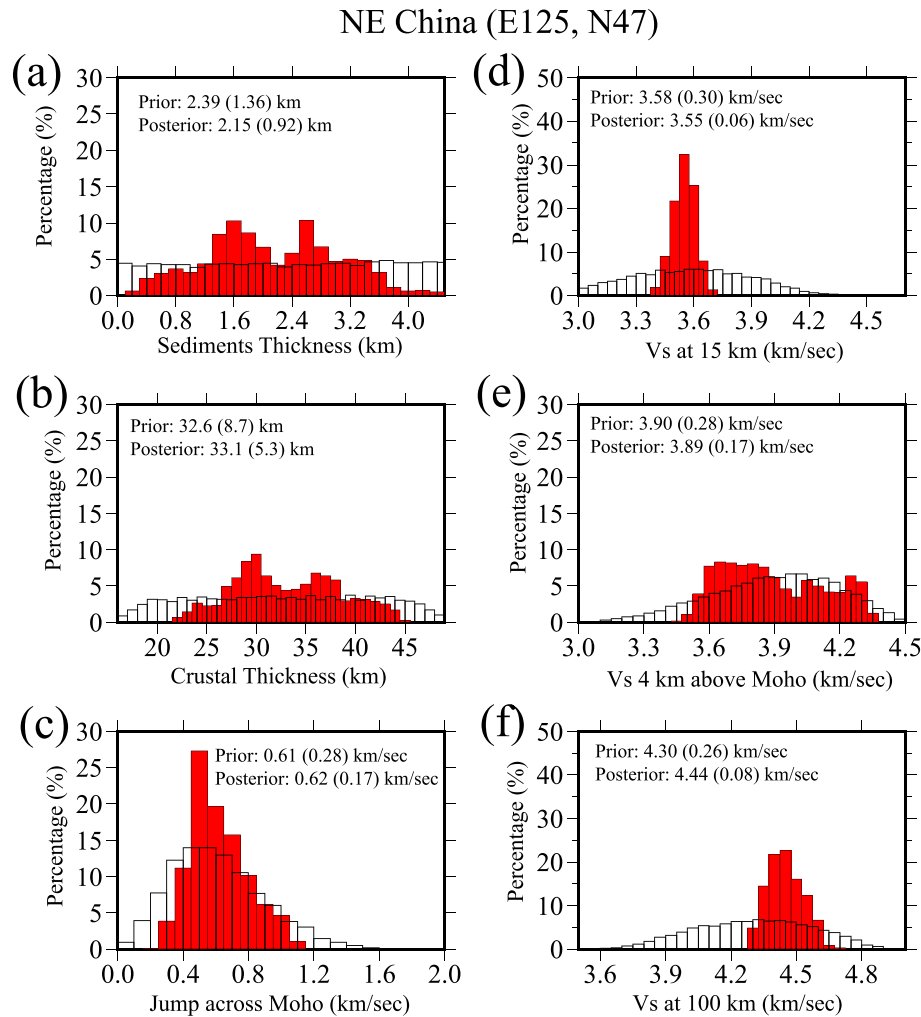 NE China (E125, N47)
(a)
30
25
20
15
10
5
0
Percentage (%)
Prior: 2.39 (1.36) km
Posterior: 2.15 (0.92) km
0.0 0.8 1.6 2.4 3.2 4.0
Sediments Thickness (km)
(b)
30
25
20
15
10
5
0
Percentage (%)
Prior: 32.6 (8.7) km
Posterior: 33.1 (5.3) km
20 25 30 35 40 45
Crustal Thickness (km)
(c)
30
25
20
15
10
5
0
Percentage (%)
Prior: 0.61 (0.28) km/sec
Posterior: 0.62 (0.17) km/sec
0.0 0.4 0.8 1.2 1.6 2.0
Jump across Moho (km/sec)
(d)
50
40
30
20
10
0
Percentage (%)
Prior: 3.58 (0.30) km/sec
Posterior: 3.55 (0.06) km/sec
3.0 3.3 3.6 3.9 4.2 4.5
Vs at 15 km (km/sec)
(e)
30
25
20
15
10
5
0
Percentage (%)
Prior: 3.90 (0.28) km/sec
Posterior: 3.89 (0.17) km/sec
3.0 3.3 3.6 3.9 4.2 4.5
Vs 4 km above Moho (km/sec)
(f)
50
40
30
20
10
0
Percentage (%)
Prior: 4.30 (0.26) km/sec
Posterior: 4.44 (0.08) km/sec
3.6 3.9 4.2 4.5 4.8
Vs at 100 km (km/sec)